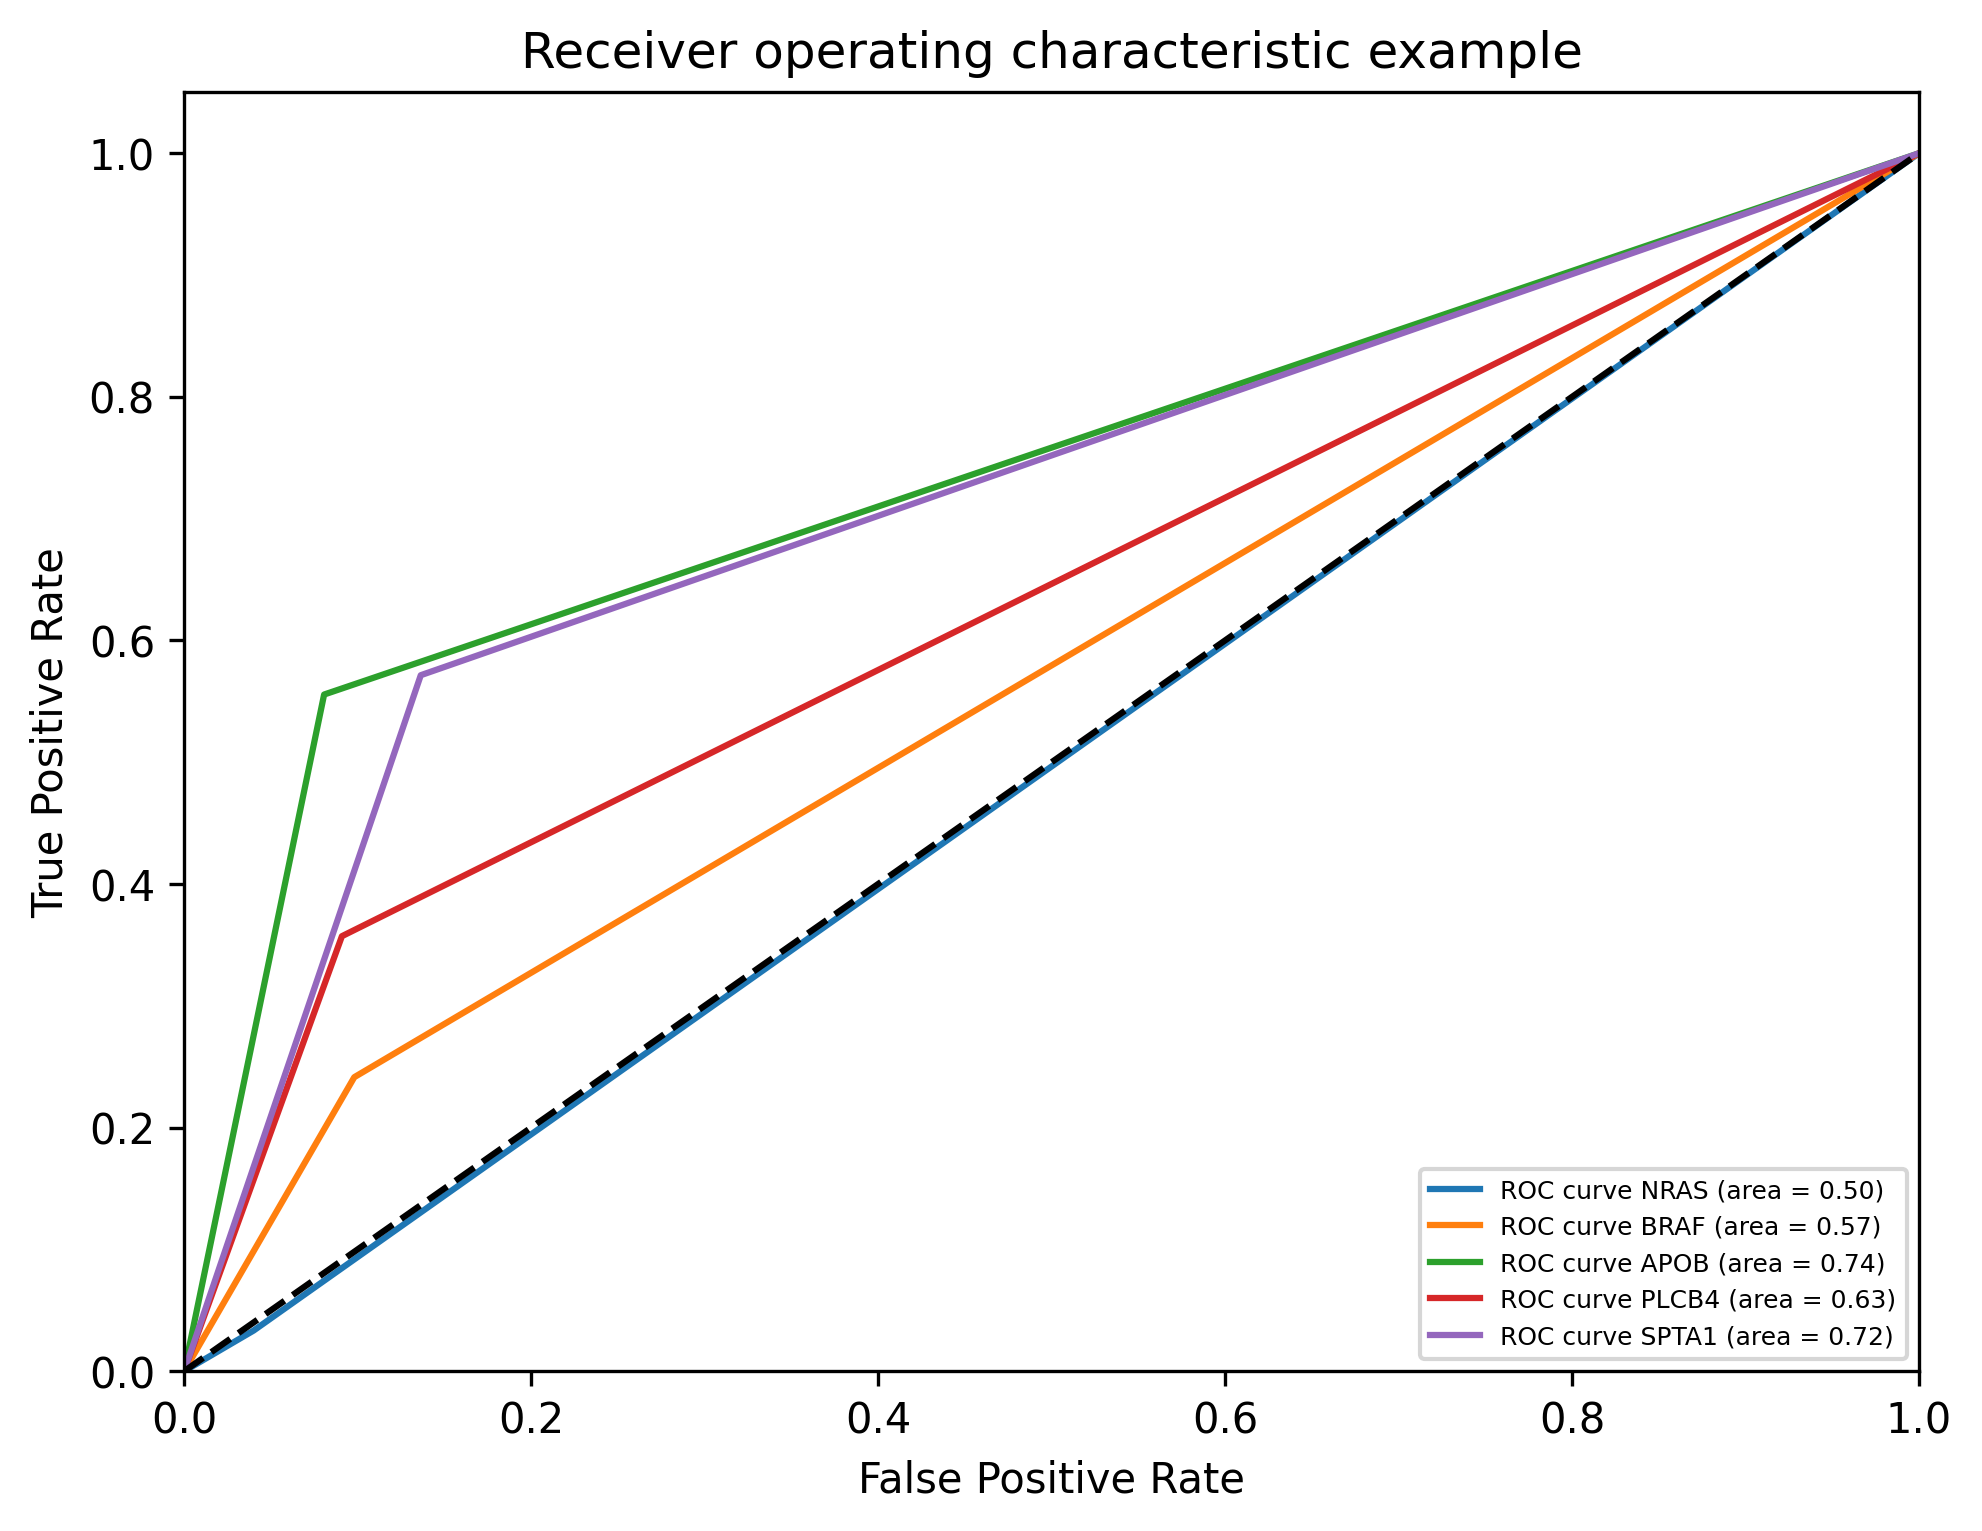 Receiver operating characteristic example
True Positive Rate
1.0
0.8
0.6
0.4
0.2
0.0
ROC curve NRAS (area = 0.50)
ROC curve BRAF (area = 0.57)
ROC curve APOB (area = 0.74)
ROC curve PLCB4 (area = 0.63)
ROC curve SPTA1 (area = 0.72)
0.0 0.2 0.4 0.6 0.8 1.0
False Positive Rate